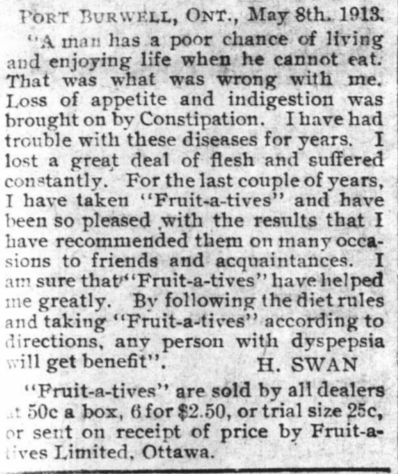 PORT BURWELL, ONT., May 8th. 1913.
"A man has a poor chance of living
and enjoying life when he cannot eat.
That was what was wrong with me.
Loss of appetite and indigestion was
brought on by Constipation. I have had
trouble with these diseases for years. I
lost a great deal of flesh and suffered
constantly. For the last couple of years,
I have taken "Fruit-a-tives" and have
been so pleased with the results that I
have recommended them on many occa-
sions to friends and acquaintances. I
am sure that "Fruit-a-tives" have helped
me greatly. By following the diet rules
and taking "Fruit-a-tives" according to
directions, any person with dyspepsia
will get benefit". H. SWAN
"Fruit-a-tives" are sold by all dealers
at 50c a box, 6 for $2.50, or trial size 25c,
or sent on receipt of price by Fruit-a-
tives Limited, Ottawa.